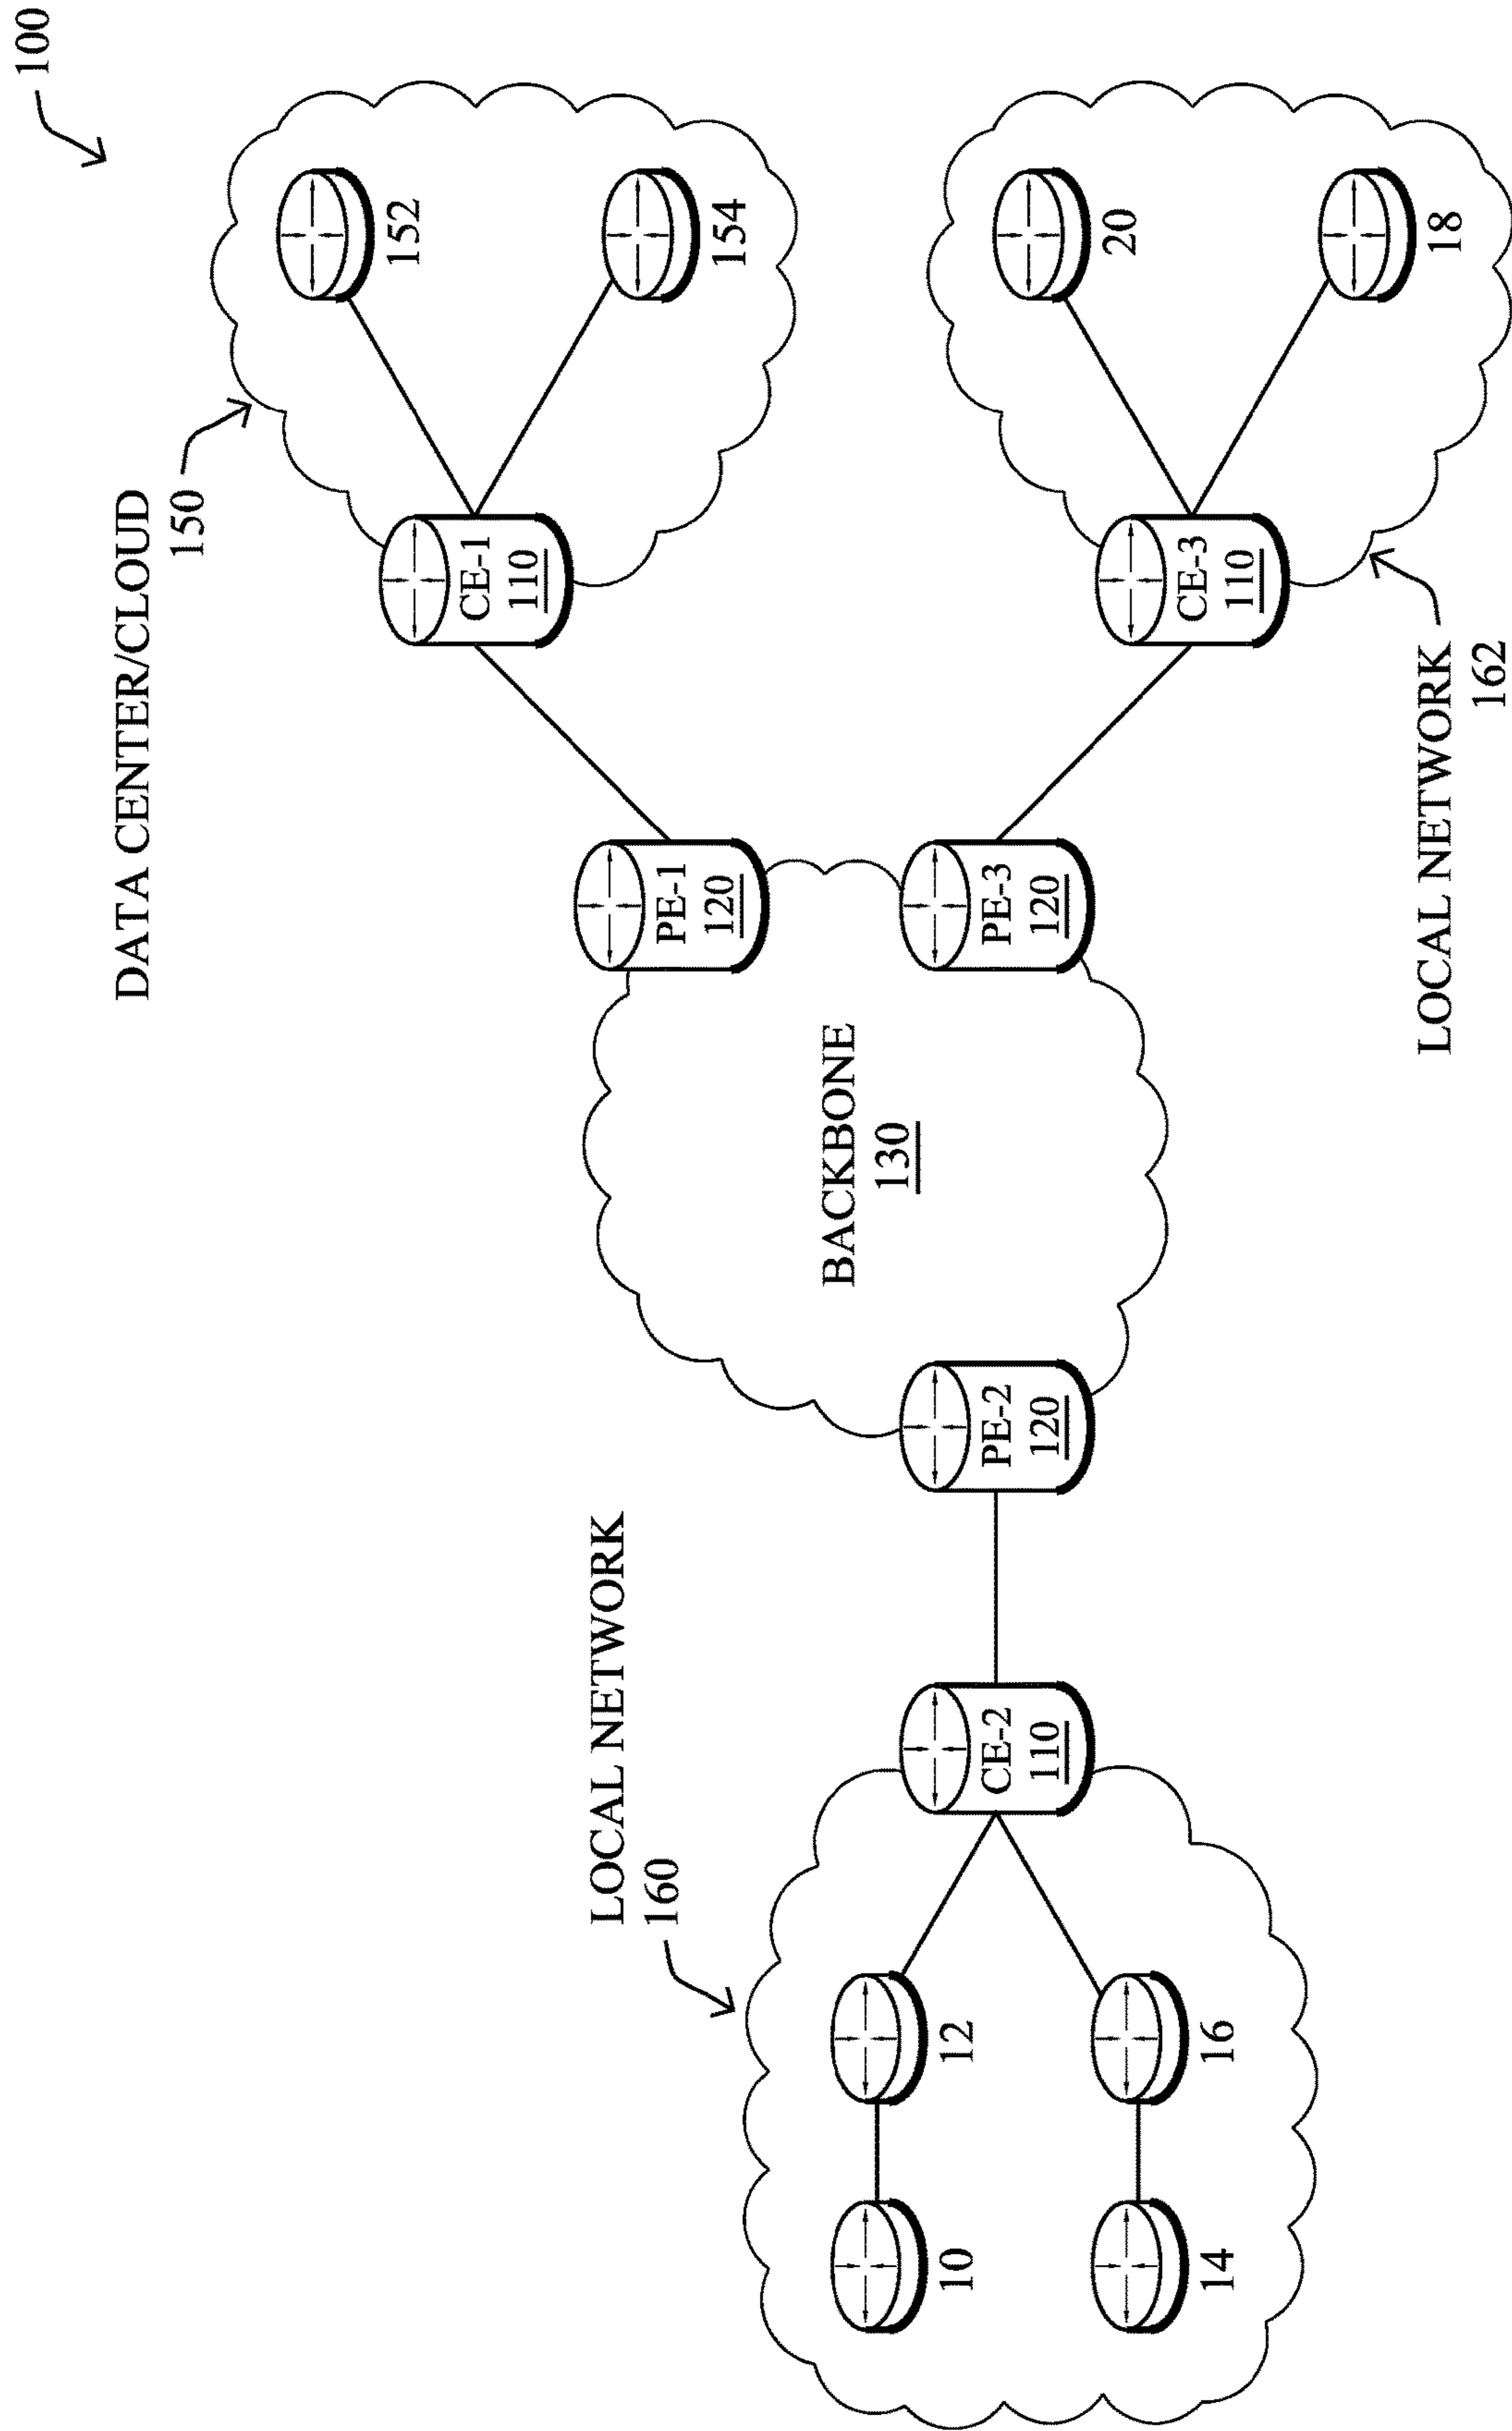 100
DATA CENTER/CLOUD
150
152
CE-1
110
154
PE-1
120
LOCAL NETWORK
160
BACKBONE
130
12
10
CE-2
110
PE-2
120
PE-3
120
16
14
20
CE-3
110
18
LOCAL NETWORK
162